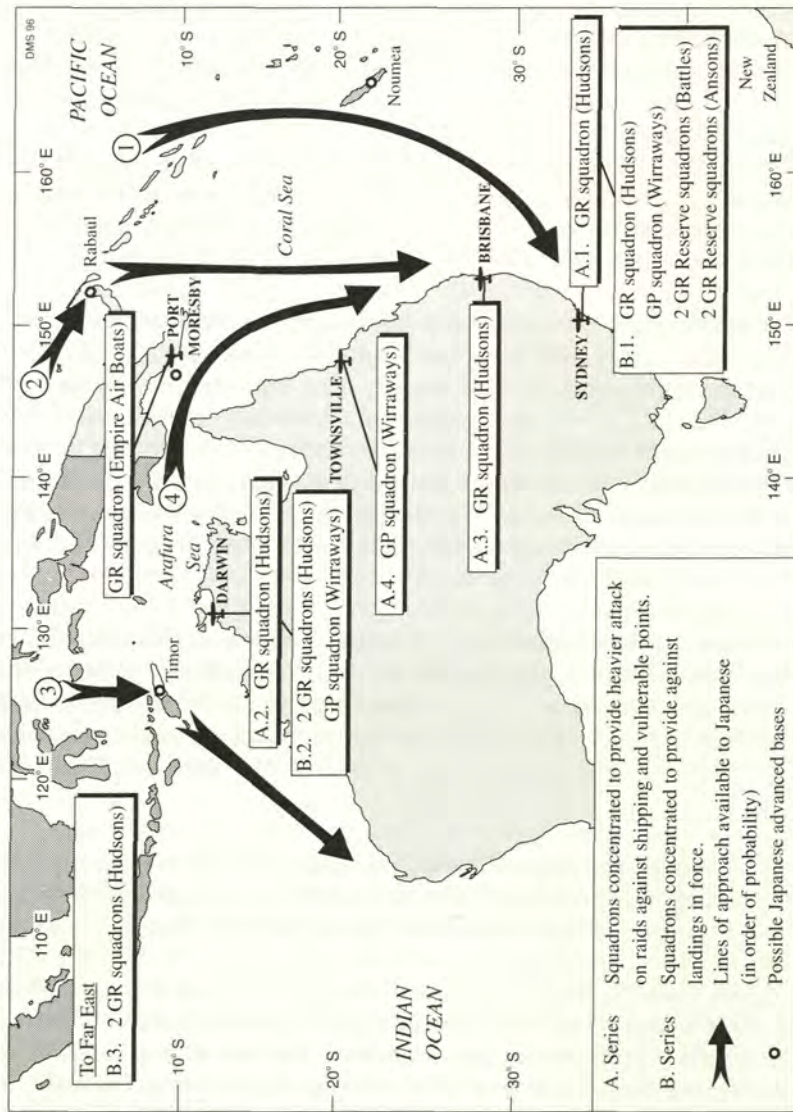 DMS 96
110° E
120° E
130° E
140° E
150° E
160° E
PACIFIC
OCEAN
To Far East
B.3. 2 GR squadrons (Hudsons)
3
2
1
4
Rabaul
GR squadron (Empire Air Boats)
PORT
MORESBY
Timor
Arafura
Sea
DARWIN
Coral Sea
10° S
10° S
A.2. GR squadron (Hudsons)
B.2. 2 GR squadrons (Hudsons)
GP squadron (Wirraways)
TOWNSVILLE
A.4. GP squadron (Wirraways)
Noumea
20° S
20° S
INDIAN
OCEAN
A.3. GR squadron (Hudsons)
BRISBANE
30° S
30° S
SYDNEY
A.1. GR squadron (Hudsons)
B.1. GR squadron (Hudsons)
GP squadron (Wirraways)
2 GR Reserve squadrons (Battles)
2 GR Reserve squadrons (Ansons)
New
Zealand
140° E
150° E
160° E
A. Series Squadrons concentrated to provide heavier attack
on raids against shipping and vulnerable points.
B. Series Squadrons concentrated to provide against
landings in force.
Lines of approach available to Japanese
(in order of probability)
Possible Japanese advanced bases